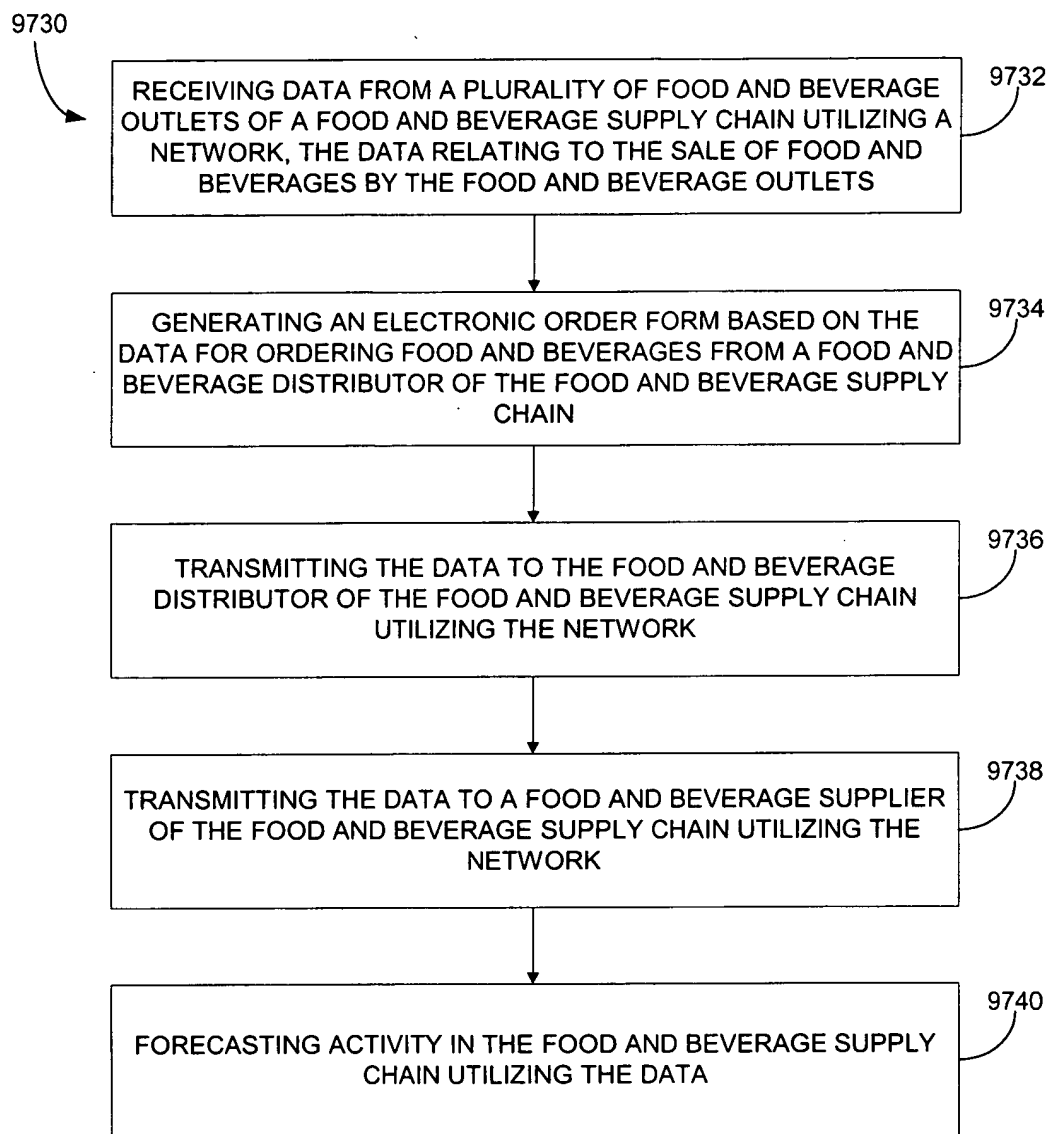 9730
9732
RECEIVING DATA FROM A PLURALITY OF FOOD AND BEVERAGE
OUTLETS OF A FOOD AND BEVERAGE SUPPLY CHAIN UTILIZING A
NETWORK, THE DATA RELATING TO THE SALE OF FOOD AND
BEVERAGES BY THE FOOD AND BEVERAGE OUTLETS
9734
GENERATING AN ELECTRONIC ORDER FORM BASED ON THE
DATA FOR ORDERING FOOD AND BEVERAGES FROM A FOOD AND
BEVERAGE DISTRIBUTOR OF THE FOOD AND BEVERAGE SUPPLY
CHAIN
9736
TRANSMITTING THE DATA TO THE FOOD AND BEVERAGE
DISTRIBUTOR OF THE FOOD AND BEVERAGE SUPPLY CHAIN
UTILIZING THE NETWORK
9738
TRANSMITTING THE DATA TO A FOOD AND BEVERAGE SUPPLIER
OF THE FOOD AND BEVERAGE SUPPLY CHAIN UTILIZING THE
NETWORK
9740
FORECASTING ACTIVITY IN THE FOOD AND BEVERAGE SUPPLY
CHAIN UTILIZING THE DATA